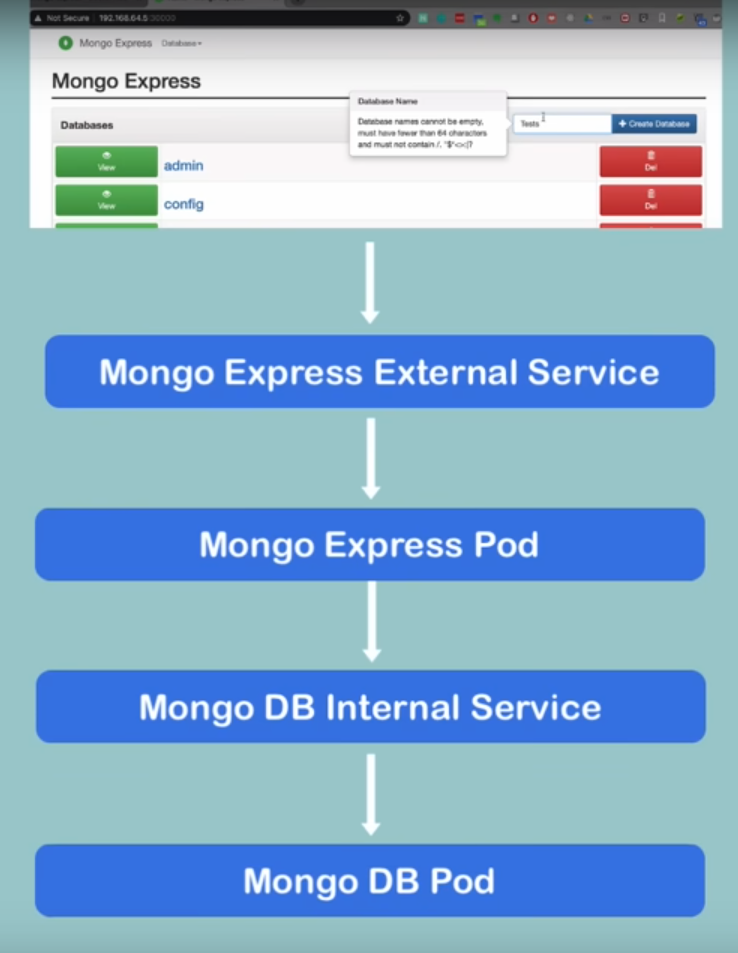 Not Secure | 192.168.64.5:30000
Mongo Express Database
Mongo Express
Databases
Database Name
Database names cannot be empty,
must have fewer than 64 characters
and must not contain /. "$*<>:|?
Tests
+ Create Database
View
admin
Del
View
config
Del
Mongo Express External Service
Mongo Express Pod
Mongo DB Internal Service
Mongo DB Pod